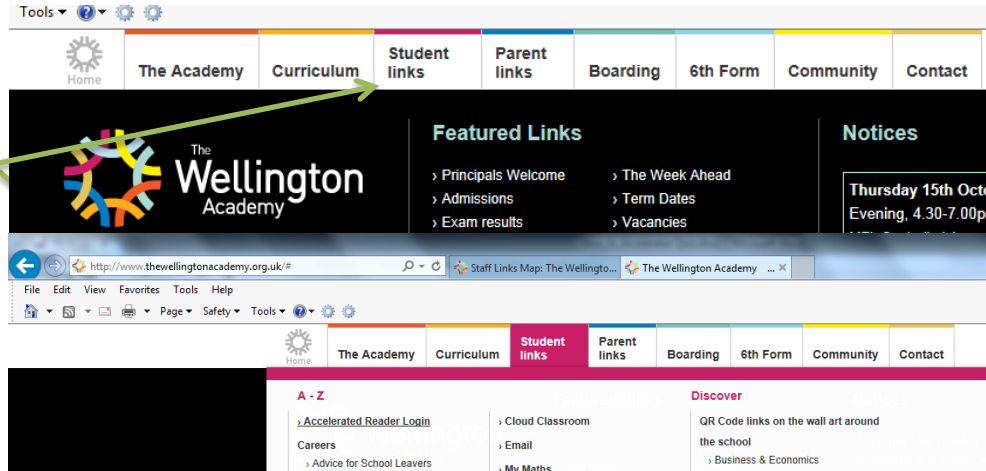 Tools
Home
The Academy
Curriculum
Student
links
Parent
links
Boarding
6th Form
Community
Contact
The
Wellington
Academy
Featured Links
› Principals Welcome
› Admissions
› Exam results
› The Week Ahead
› Term Dates
› Vacancies
Notices
Thursday 15th Octo
Evening, 4.30-7.00p
http://www.thewellingtonacademy.org.uk/#
Staff Links Map: The Wellingto...
The Wellington Academy ...
File Edit View Favorites Tools Help
Page Safety Tools
Home
The Academy
Curriculum
Student
links
Parent
links
Boarding
6th Form
Community
Contact
A - Z
› Accelerated Reader Login
Careers
› Advice for School Leavers
› Cloud Classroom
› Email
› My Maths
Discover
QR Code links on the wall art around
the school
› Business & Economics